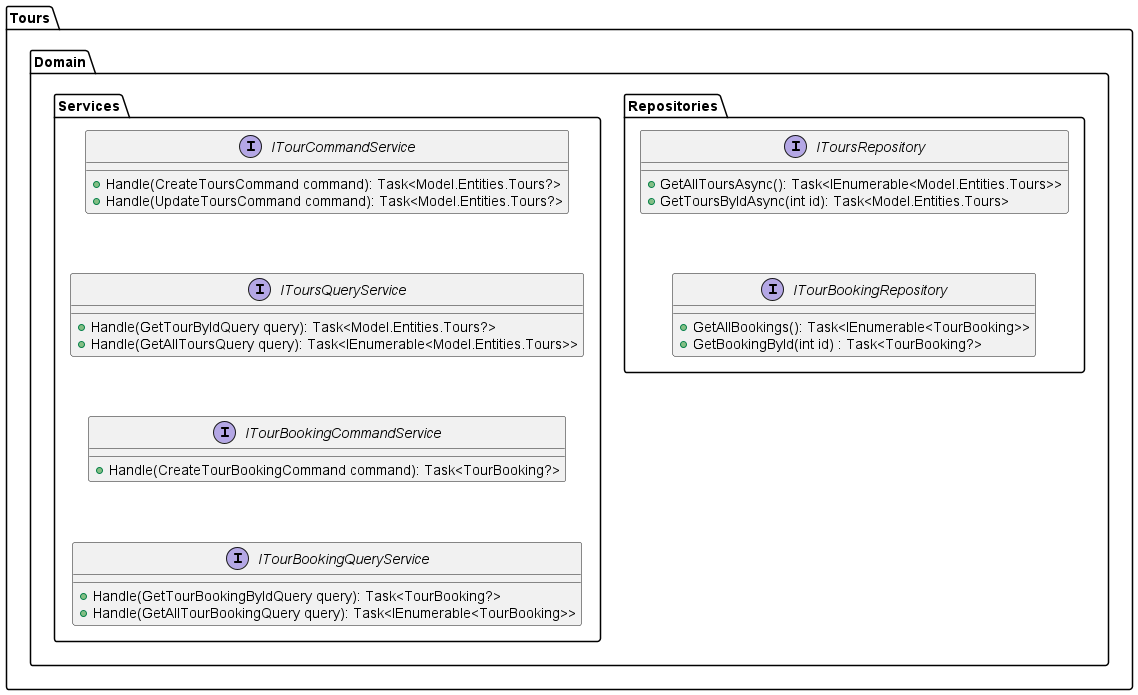 Tours
Domain
Services
I ITourCommandService
Handle(CreateToursCommand command): Task<Model.Entities.Tours?>
Handle(UpdateToursCommand command): Task<Model.Entities.Tours?>
I IToursQueryService
Handle(GetTourByIdQuery query): Task<Model.Entities.Tours?>
Handle(GetAllToursQuery query): Task<IEnumerable<Model.Entities.Tours>>
I ITourBookingCommandService
Handle(CreateTourBookingCommand command): Task<TourBooking?>
I ITourBookingQueryService
Handle(GetTourBookingByIdQuery query): Task<TourBooking?>
Handle(GetAllTourBookingQuery query): Task<IEnumerable<TourBooking>>
Repositories
I IToursRepository
GetAllToursAsync(): Task<IEnumerable<Model.Entities.Tours>>
GetToursByIdAsync(int id): Task<Model.Entities.Tours>
I ITourBookingRepository
GetAllBookings(): Task<IEnumerable<TourBooking>>
GetBookingById(int id) : Task<TourBooking?>